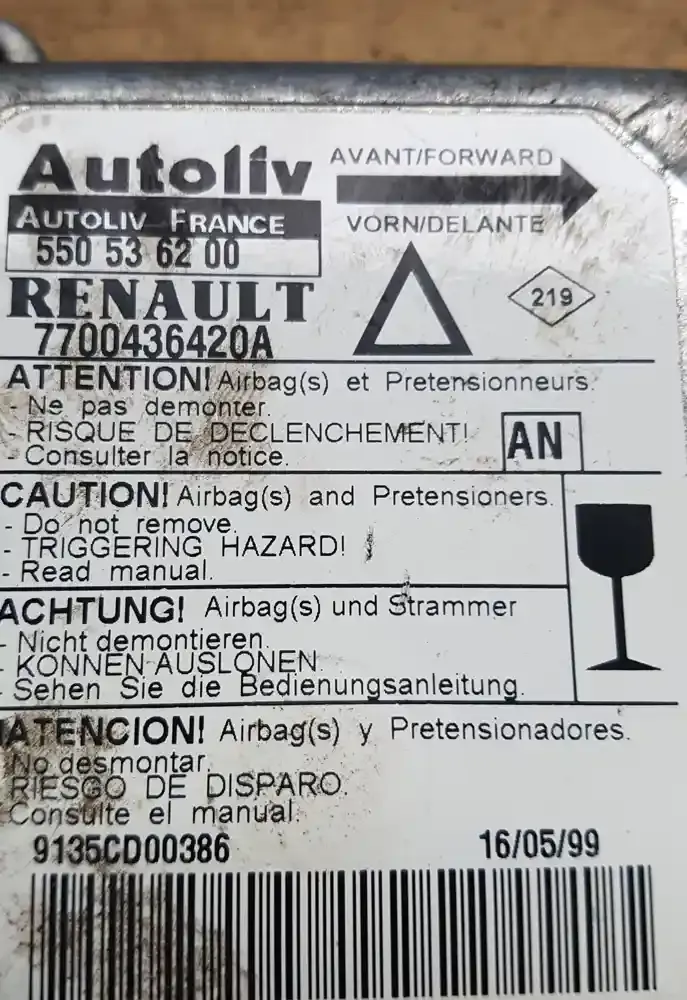 Autoliv
AVANT/FORWARD
AUTOLIV FRANCE
VORN/DELANTE
550 53 62 00
RENAULT
219
7700436420A
ATTENTION! Airbag(s) et Pretensionneurs.
- Ne pas demonter.
- RISQUE DE DECLENCHEMENT!
- Consulter la notice.
AN
CAUTION! Airbag(s) and Pretensioners.
- Do not remove.
- TRIGGERING HAZARD!
- Read manual.
ACHTUNG! Airbag(s) und Strammer
- Nicht demontieren.
- KONNEN AUSLONEN.
- Sehen Sie die Bedienungsanleitung.
!ATENCION! Airbag(s) y Pretensionadores.
No desmontar.
RIESGO DE DISPARO.
Consulte el manual.
9135CD00386
16/05/99